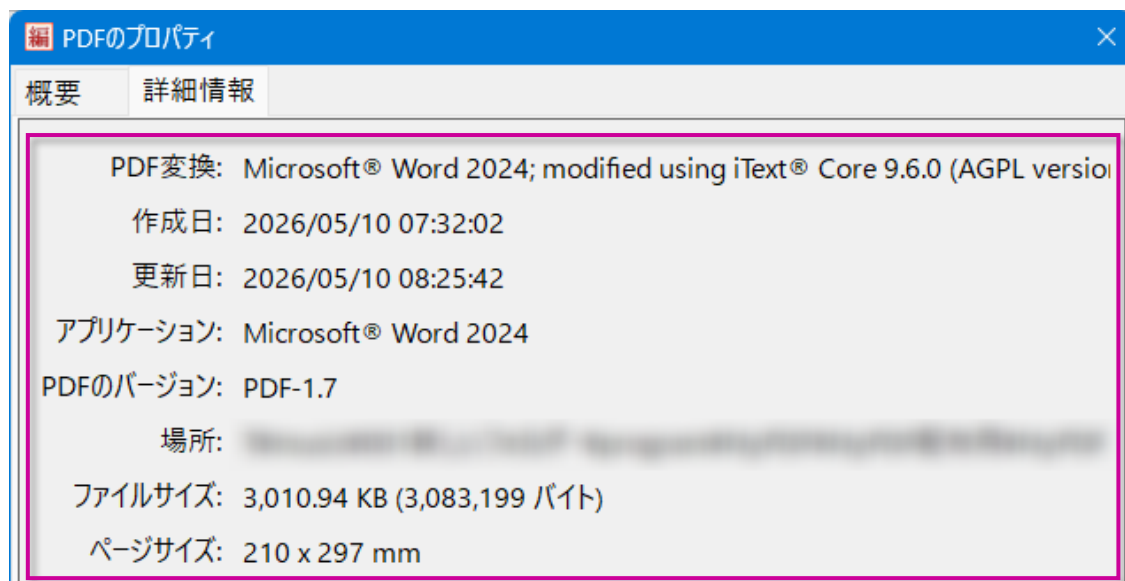 編 PDFのプロパティ
概要 詳細情報
PDF変換: Microsoft® Word 2024; modified using iText® Core 9.6.0 (AGPL version
作成日: 2026/05/10 07:32:02
更新日: 2026/05/10 08:25:42
アプリケーション: Microsoft® Word 2024
PDFのバージョン: PDF-1.7
場所:
ファイルサイズ: 3,010.94 KB (3,083,199 バイト)
ページサイズ: 210 x 297 mm